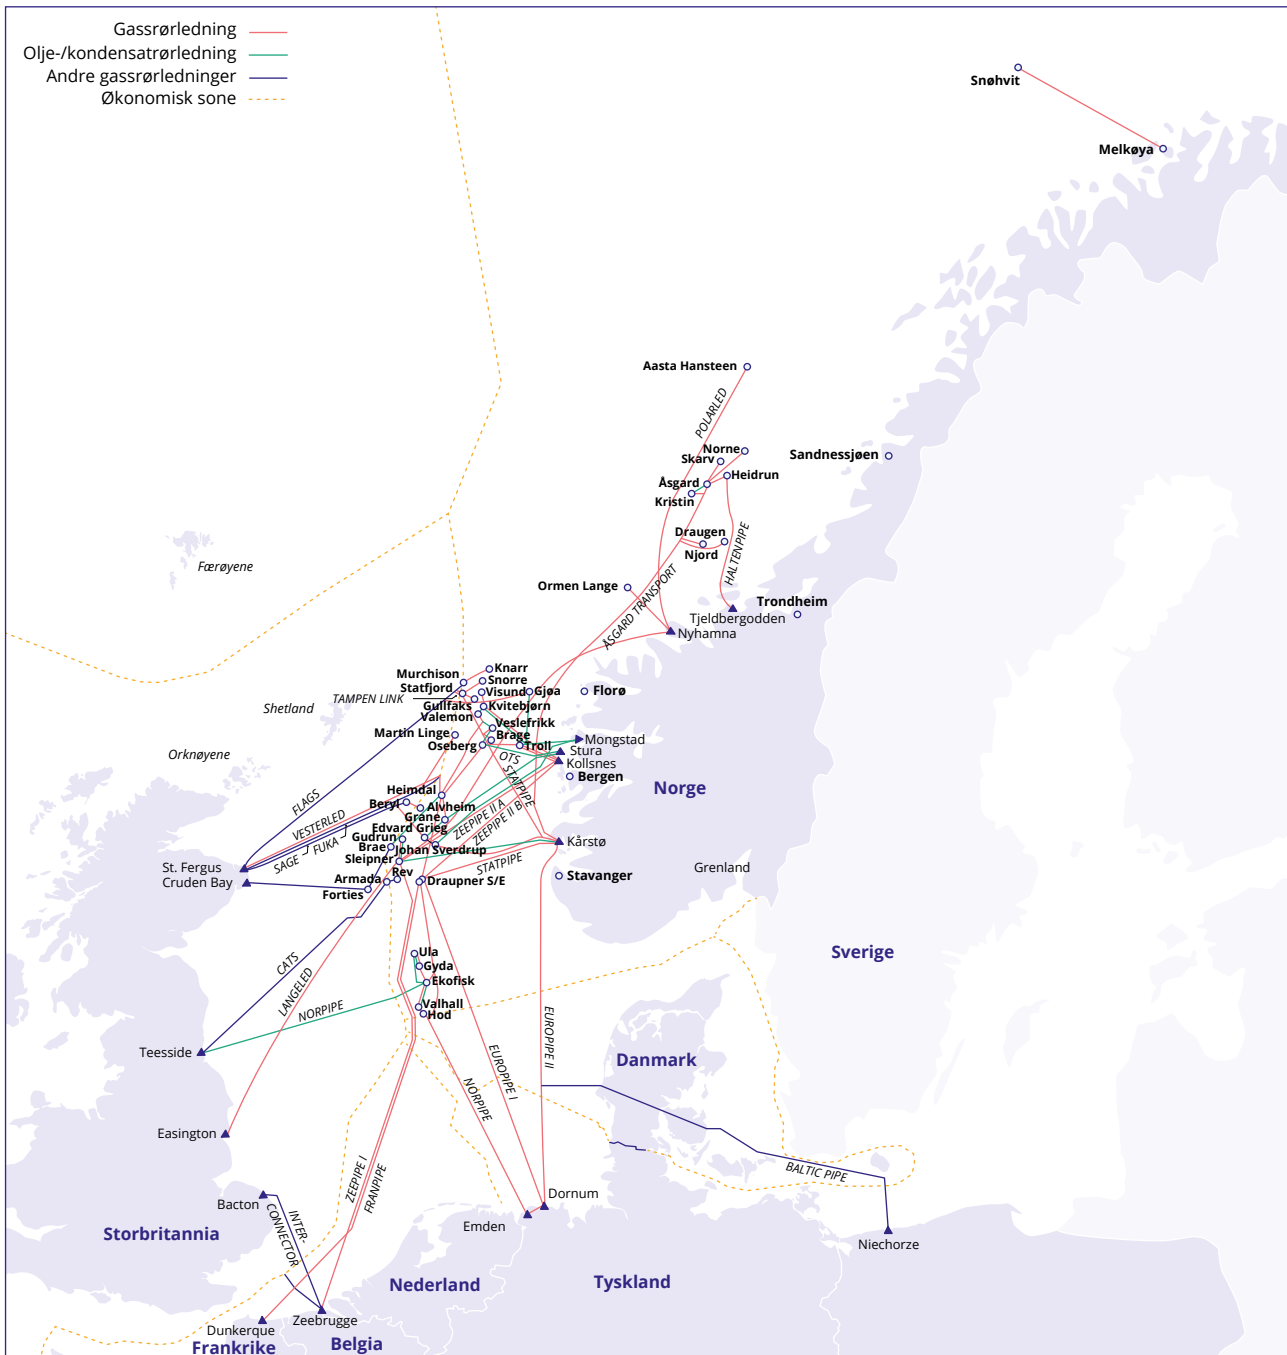 Gassrørledning
Olje-/kondensatrørledning
Andre gassrørledninger
Økonomisk sone
Snøhvit
Melkøya
Aasta Hansteen
POLARLED
Norne
Skarv
Sandnessjøen
Heidrun
Åsgard
Kristin
Draugen
Njord
HALTENPIPE
Færøyene
Ormen Lange
ÅSGARD TRANSPORT
Trondheim
Tjeldbergodden
Nyhamna
Knarr
Murchison
Snorre
Statfjord
Visund
Gjøa
Florø
TAMPEN LINK
Gullfaks
Kvitebjørn
Shetland
Valemon
Veslefrikk
Martin Linge
Brage
Mongstad
Oseberg
Troll
Stura
Orknøyene
OTS
Kollsnes
STATPIPE
Bergen
Heimdal
Norge
FLAGS
Beryl
Alvheim
VESTERLED
Grane
ZEEPIPE II A
ZEEPIPE II B
Edvard Grieg
Gudrun
SAGE
FUKA
Brae
Johan Sverdrup
Kårstø
Sleipner
STATPIPE
St. Fergus
Rev
Grenland
Cruden Bay
Armada
Draupner S/E
Stavanger
Forties
Ula
Sverige
CATS
Gyda
LANGELED
Ekofisk
NORPIPE
Valhall
Hod
EUROPIPE II
Teesside
EUROPIPE I
Danmark
NORPIPE
Easington
ZEEPIPE I
FRANPIPE
BALTIC PIPE
Dornum
Bacton
INTER-
CONNECTOR
Emden
Storbritannia
Niechorze
Nederland
Tyskland
Zeebrugge
Dunkerque
Frankrike
Belgia